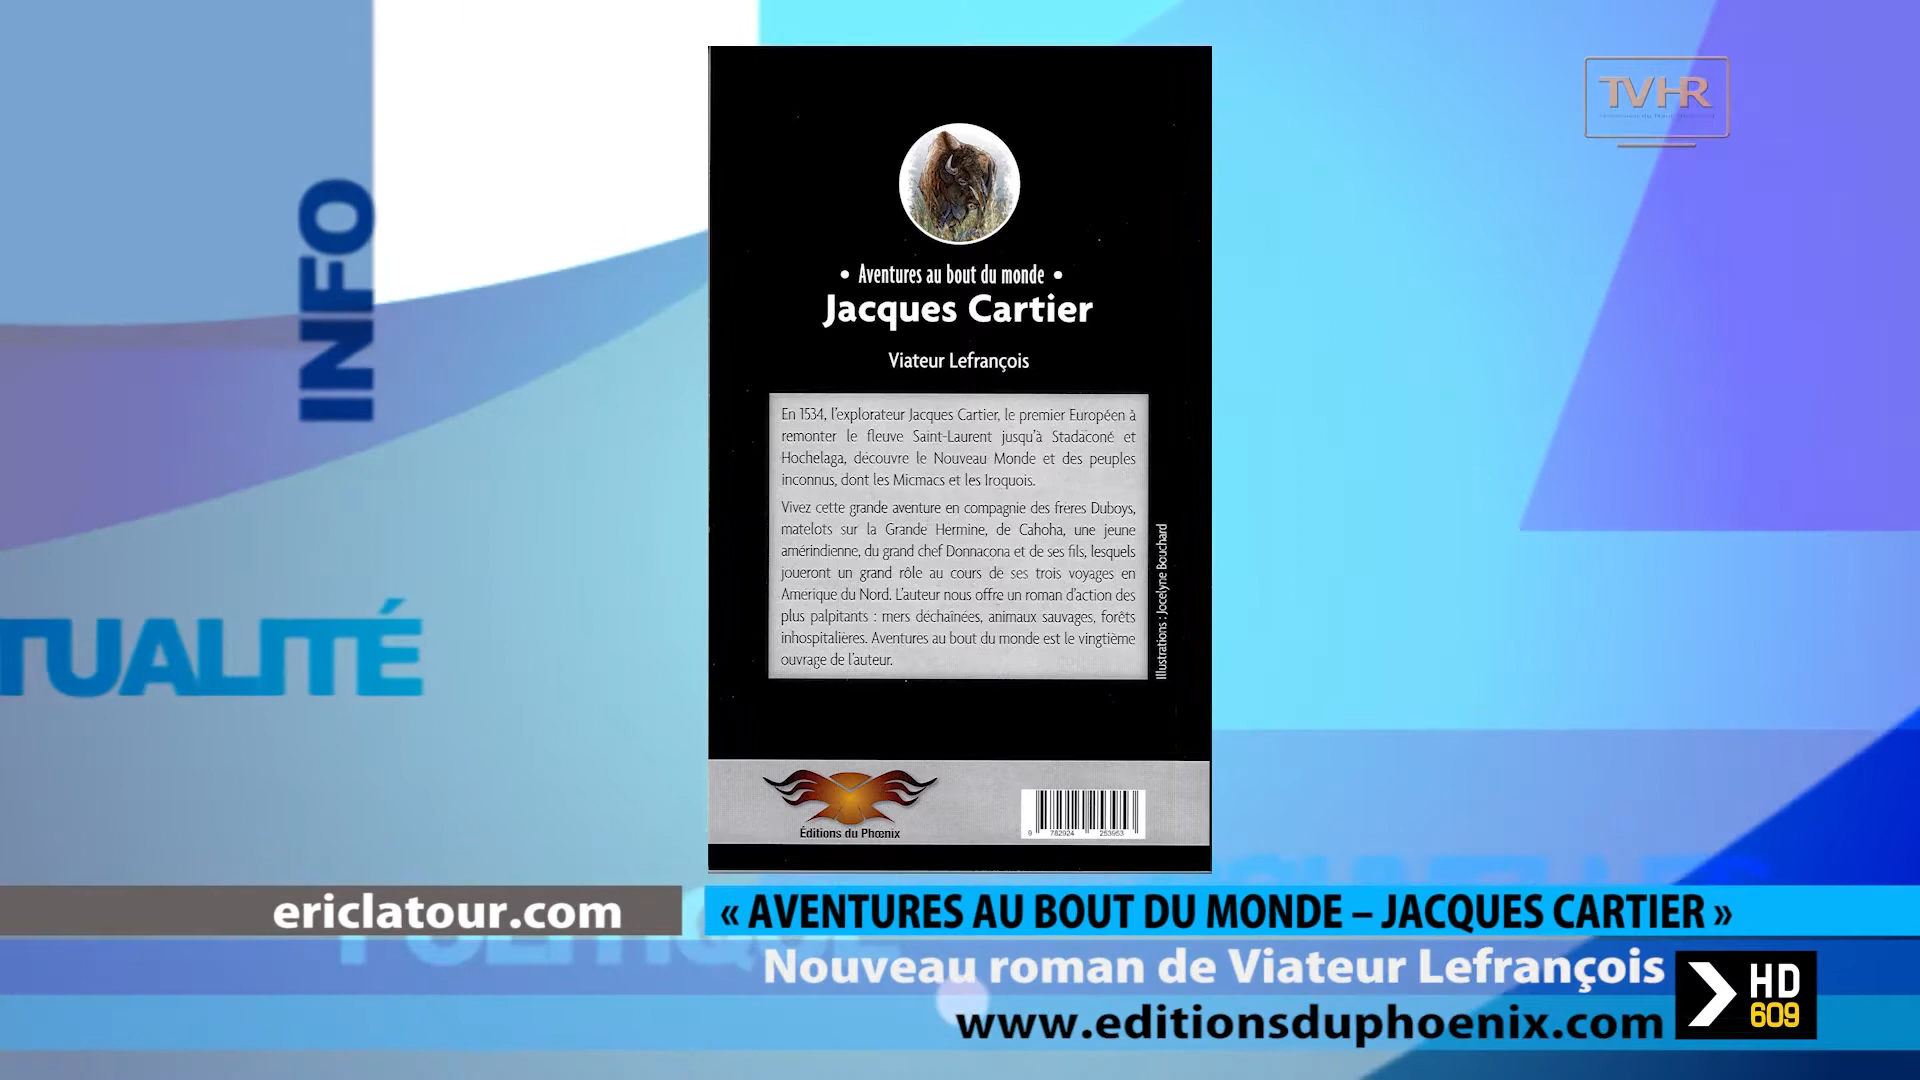 TVHR
INFO
TUALITÉ
• Aventures au bout du monde •
Jacques Cartier
Viateur Lefrançois
En 1534, l'explorateur Jacques Cartier, le premier Européen à
remonter le fleuve Saint-Laurent jusqu'à Stadaconé et
Hochelaga, découvre le Nouveau Monde et des peuples
inconnus, dont les Micmacs et les Iroquois.
Vivez cette grande aventure en compagnie des frères Duboys,
matelots sur la Grande Hermine, de Cahoha, une jeune
amérindienne, du grand chef Donnacona et de ses fils, lesquels
joueront un grand rôle au cours de ses trois voyages en
Amerique du Nord. L'auteur nous offre un roman d'action des
plus palpitants : mers déchaînées, animaux sauvages, forêts
inhospitalières. Aventures au bout du monde est le vingtième
ouvrage de l'auteur.
Illustrations : Jocelyne Bouchard
Éditions du Phœnix
9 782924 253953
ericlatour.com
« AVENTURES AU BOUT DU MONDE – JACQUES CARTIER »
Nouveau roman de Viateur Lefrançois
www.editionsduphoenix.com
HD
609